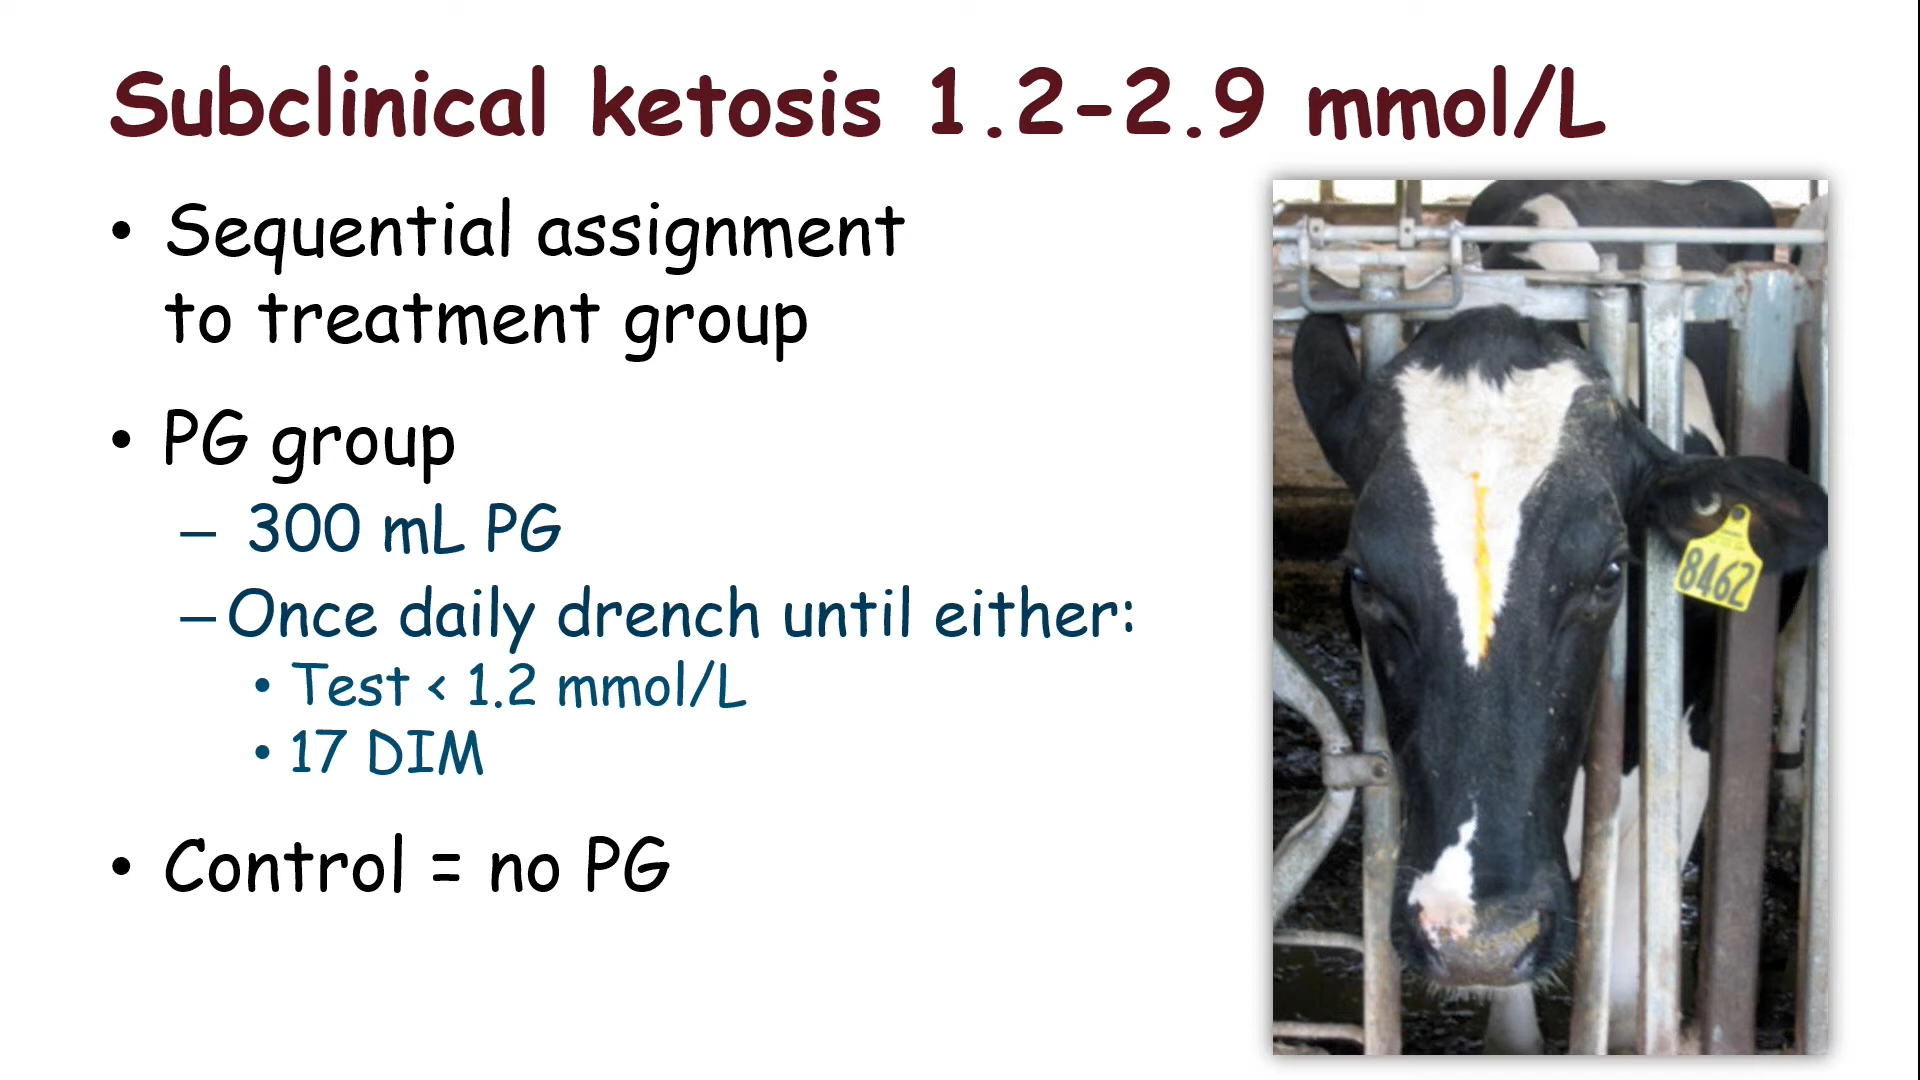 Subclinical ketosis 1.2-2.9 mmol/L
• Sequential assignment
to treatment group
• PG group
– 300 mL PG
– Once daily drench until either:
• Test < 1.2 mmol/L
• 17 DIM
• Control = no PG
8462